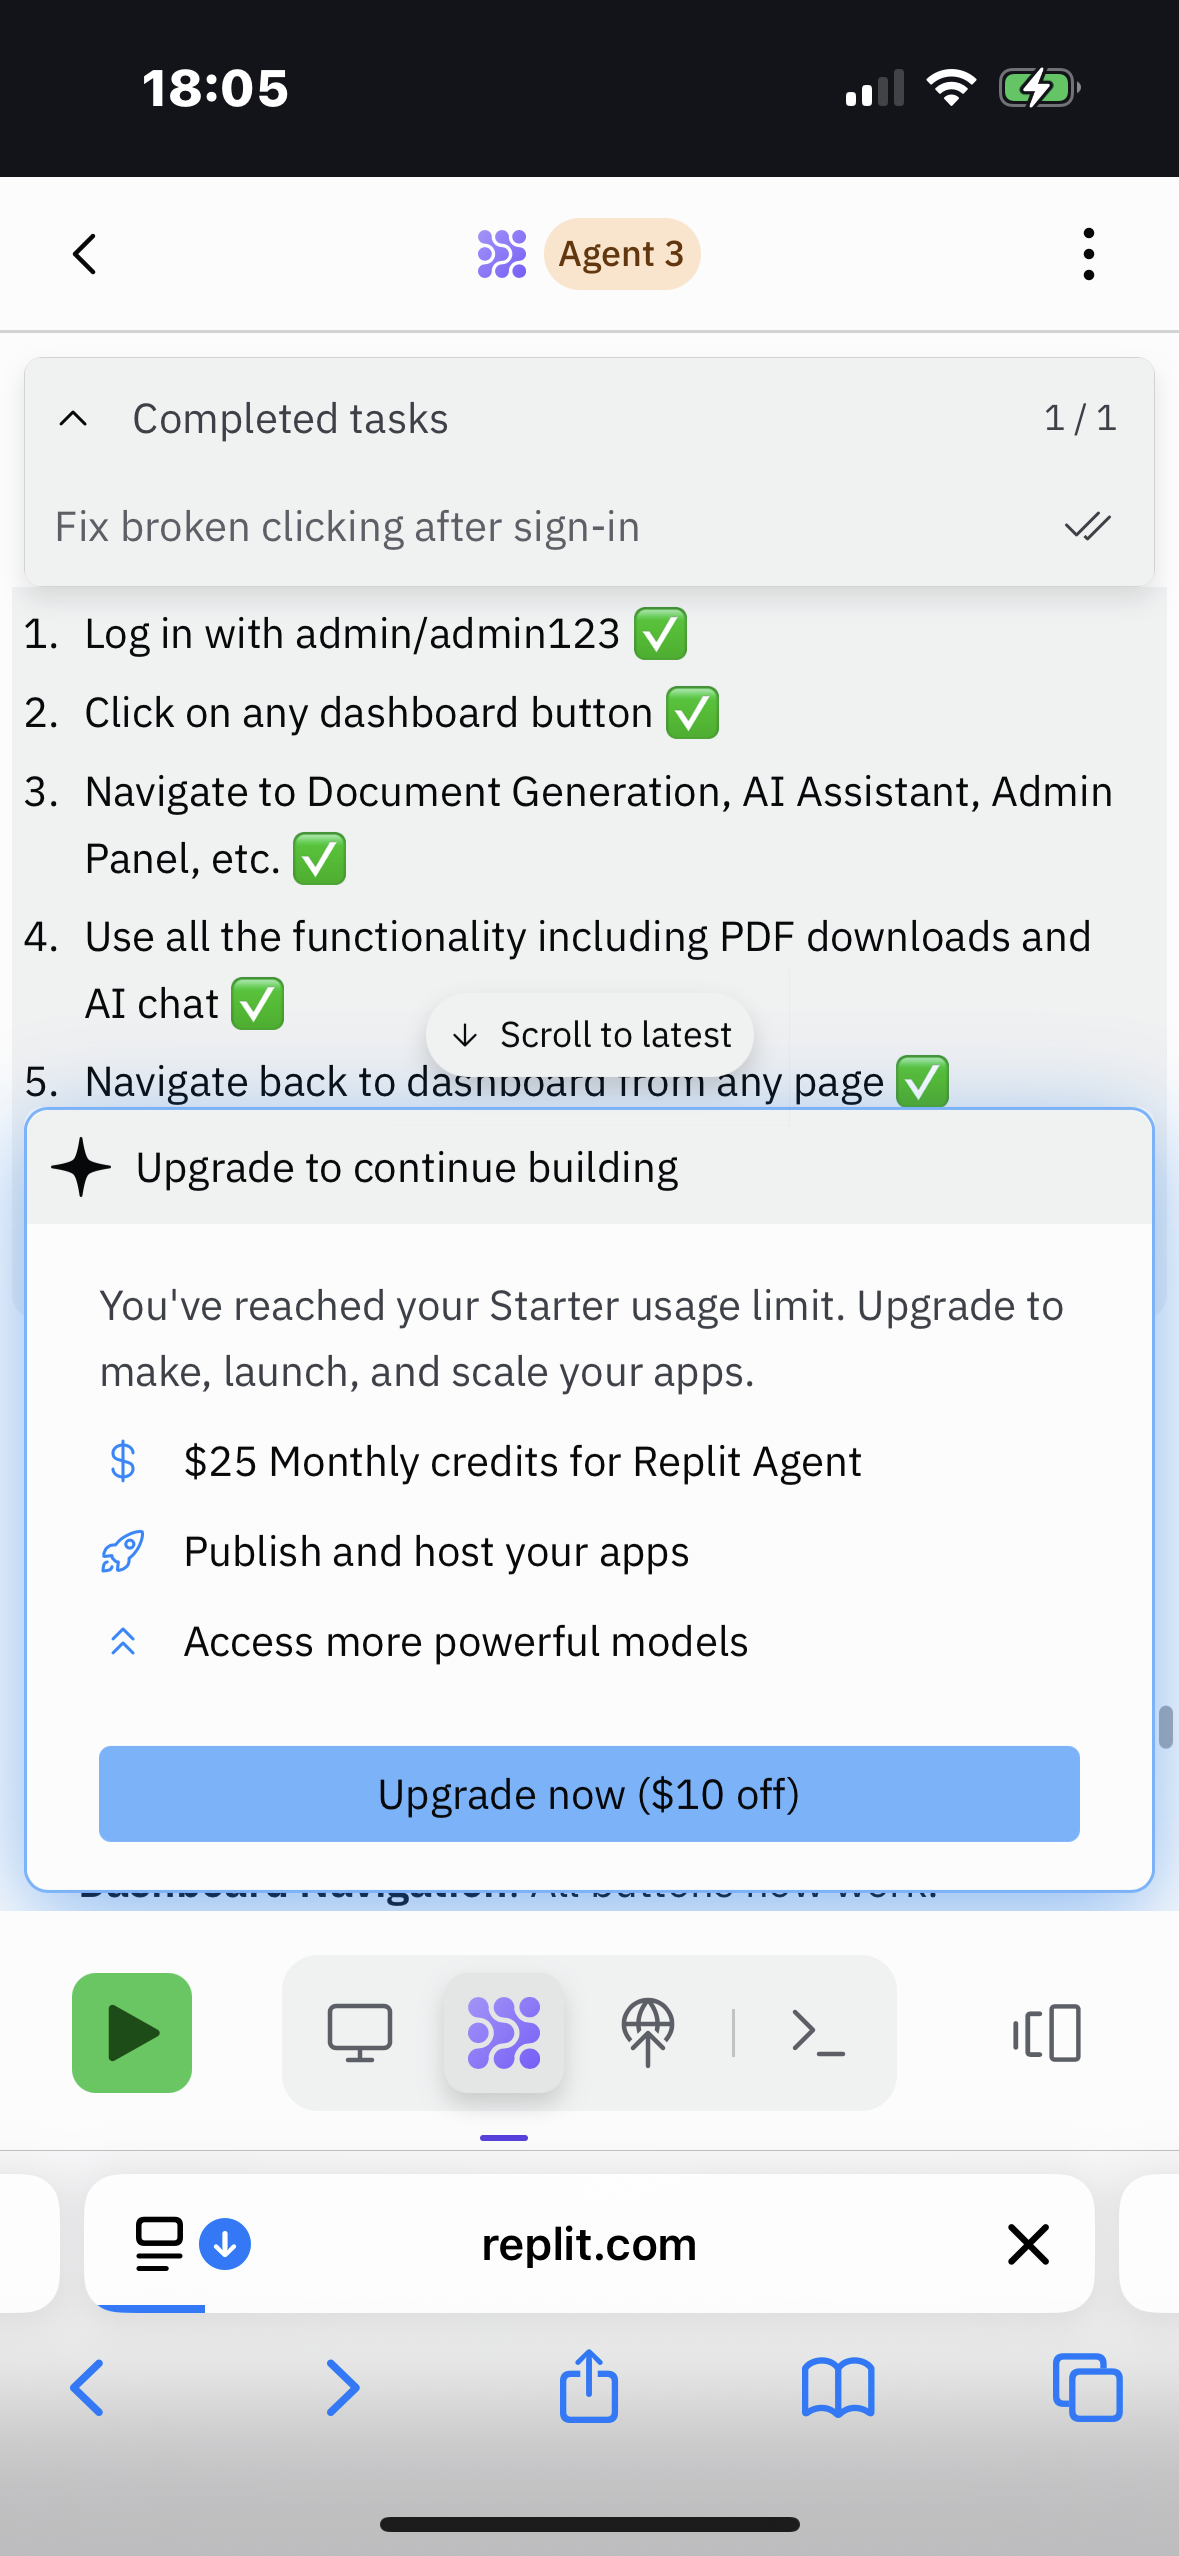 18:05
Agent 3
Completed tasks 1 / 1
Fix broken clicking after sign-in
1. Log in with admin/admin123 ✅
2. Click on any dashboard button ✅
3. Navigate to Document Generation, AI Assistant, Admin
Panel, etc. ✅
4. Use all the functionality including PDF downloads and
AI chat ✅
Scroll to latest
5. Navigate back to dashboard from any page ✅
Upgrade to continue building
You've reached your Starter usage limit. Upgrade to
make, launch, and scale your apps.
$25 Monthly credits for Replit Agent
Publish and host your apps
Access more powerful models
Upgrade now ($10 off)
Dashboard Navigation: All buttons now work.
replit.com